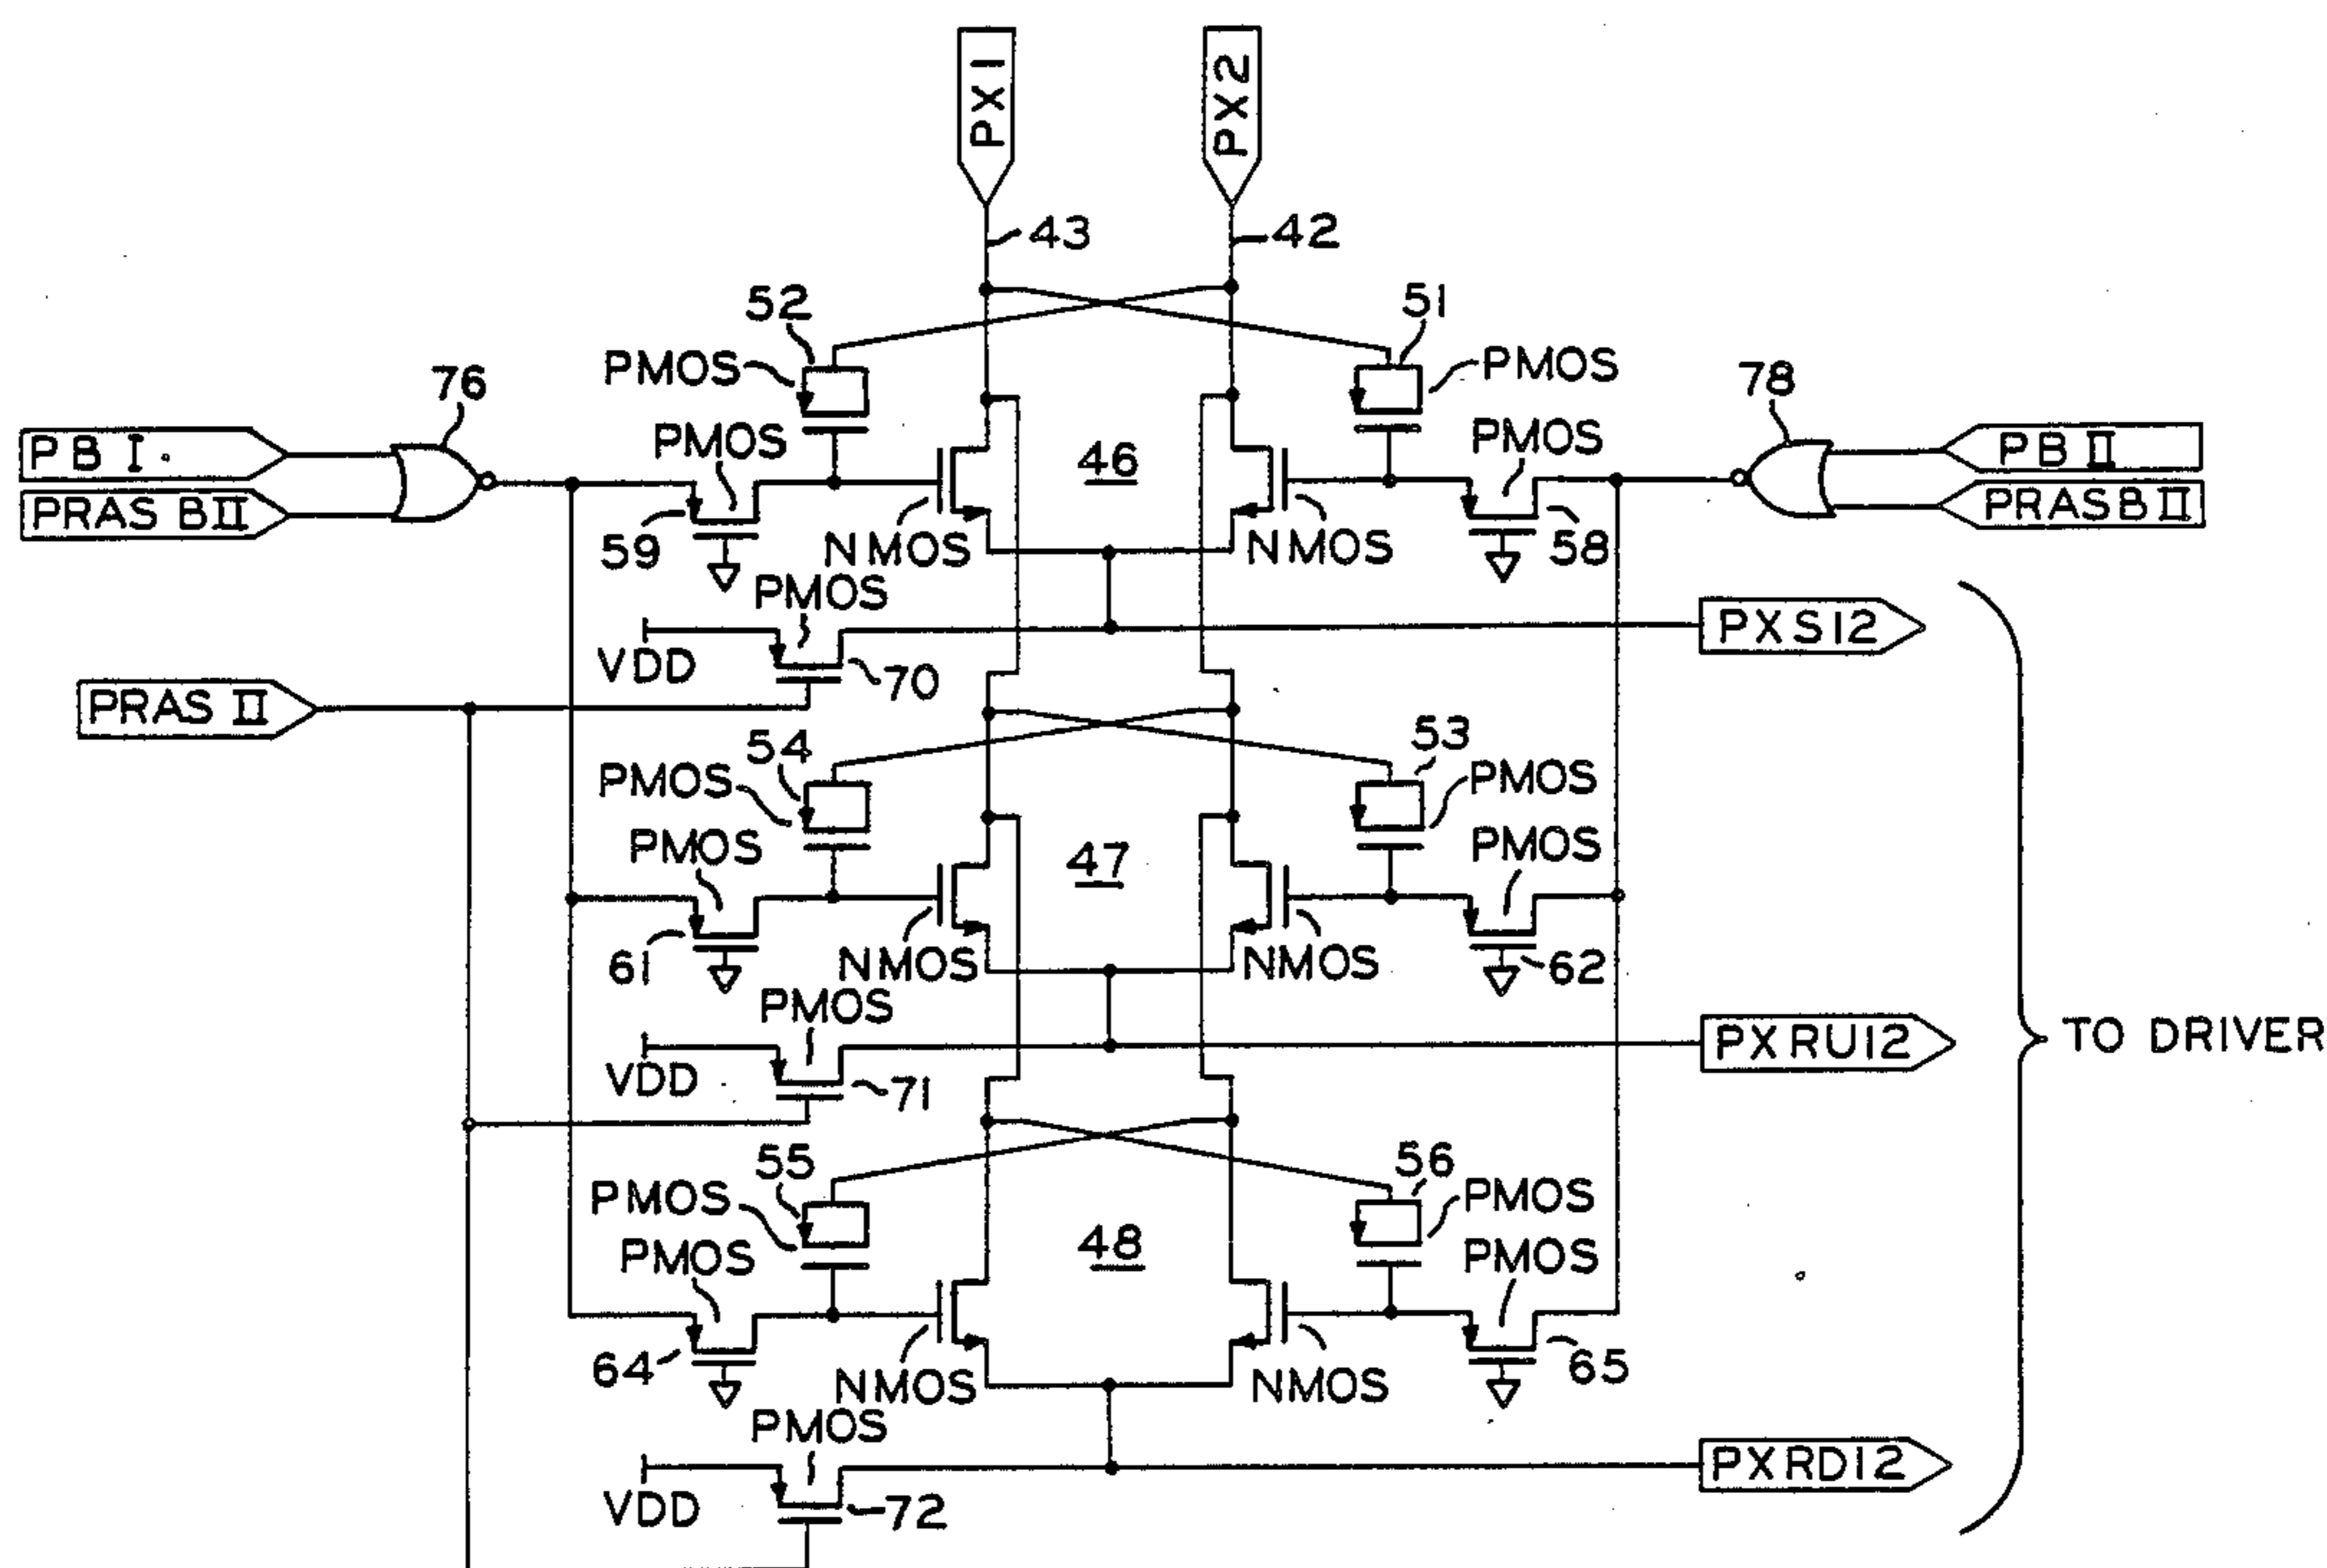 PX1
PX2
43
42
52
51
PMOS
PMOS
76
78
PB I
PMOS
PMOS
PB II
46
PRAS BII
PRASB II
59
NMOS
NMOS
58
PMOS
PXS12
VDD
70
PRAS II
54
53
PMOS
PMOS
PMOS
PMOS
47
61
NMOS
NMOS
62
PMOS
PXRU12
TO DRIVER
VDD
71
55
56
PMOS
PMOS
PMOS
48
PMOS
64
NMOS
NMOS
65
PMOS
PXRD12
VDD
72